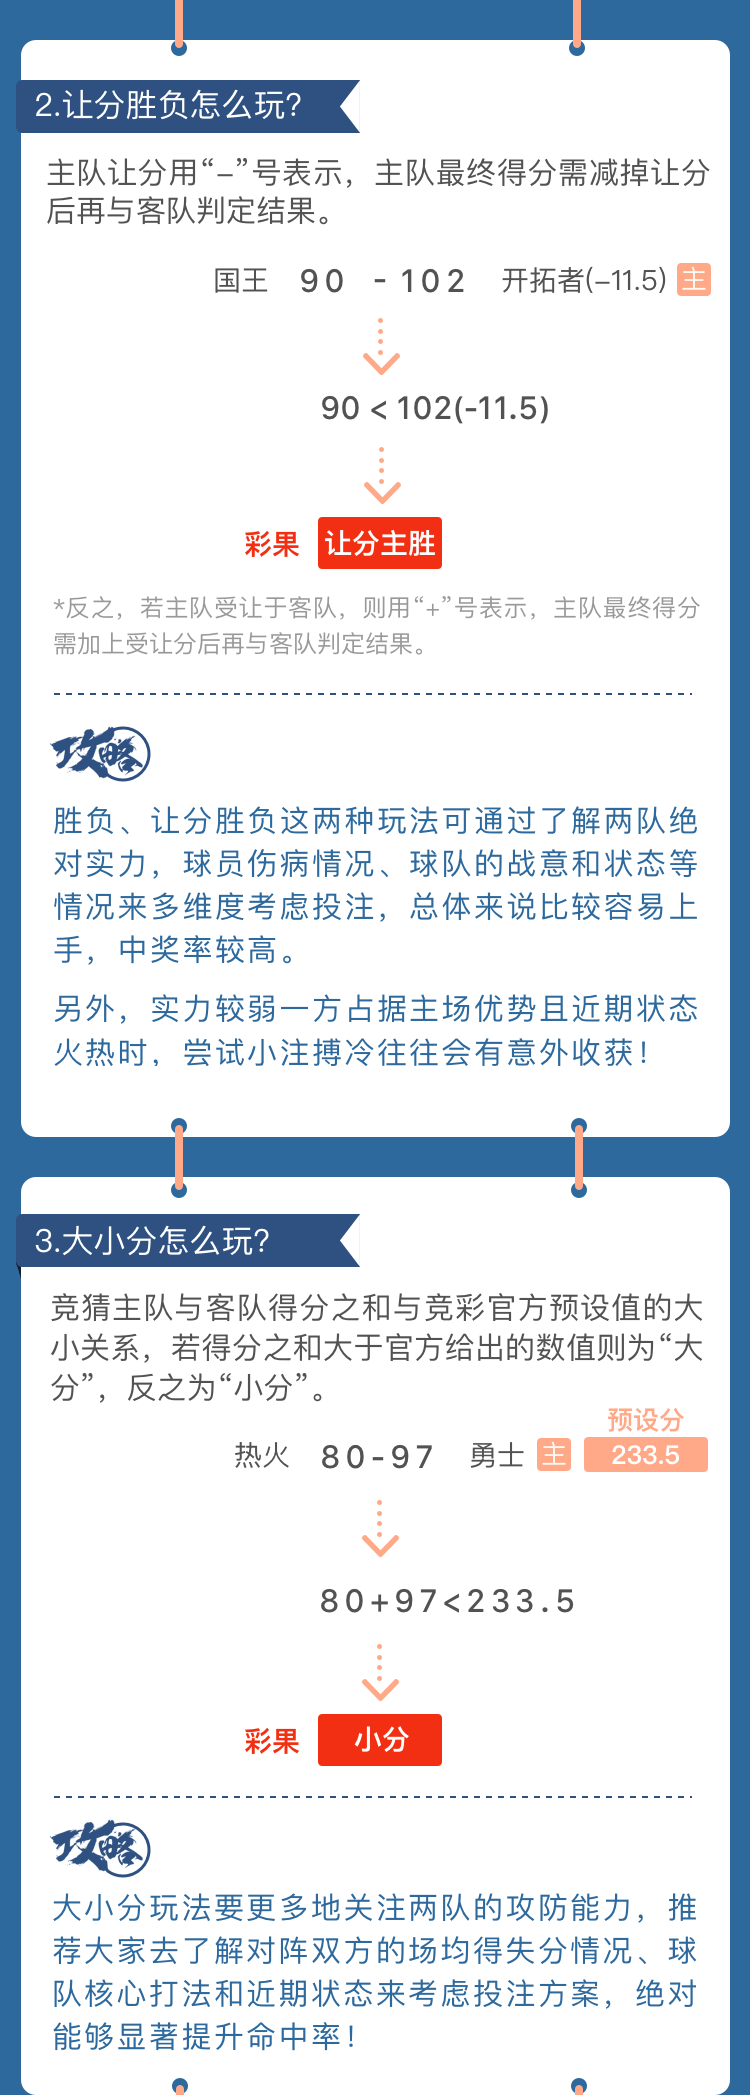 2.让分胜负怎么玩?
主队让分用“-”号表示，主队最终得分需减掉让分
后再与客队判定结果。
国王 90 - 102 开拓者(-11.5) 主
90 < 102(-11.5)
彩果 让分主胜
*反之，若主队受让于客队，则用“+”号表示，主队最终得分
需加上受让分后再与客队判定结果。
攻略
胜负、让分胜负这两种玩法可通过了解两队绝
对实力，球员伤病情况、球队的战意和状态等
情况来多维度考虑投注，总体来说比较容易上
手，中奖率较高。
另外，实力较弱一方占据主场优势且近期状态
火热时，尝试小注搏冷往往会有意外收获！
3.大小分怎么玩?
竞猜主队与客队得分之和与竞彩官方预设值的大
小关系，若得分之和大于官方给出的数值则为“大
分”，反之为“小分”。
预设分
热火 80-97 勇士 主 233.5
80+97<233.5
彩果 小分
攻略
大小分玩法要更多地关注两队的攻防能力，推
荐大家去了解对阵双方的场均得失分情况、球
队核心打法和近期状态来考虑投注方案，绝对
能够显著提升命中率！